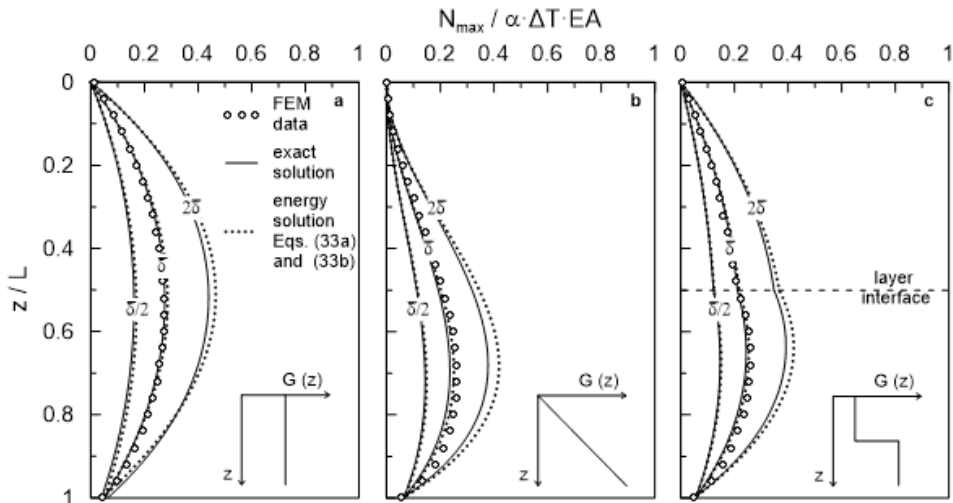 N_max / α·ΔT·EA
0 0.2 0.4 0.6 0.8 1
0 0.2 0.4 0.6 0.8 1
0 0.2 0.4 0.6 0.8 1
z / L
0
0.2
0.4
0.6
0.8
1
a
FEM
data
exact
solution
energy
solution
Eqs. (33a)
and (33b)
2δ̄
δ̄
δ̄/2
G (z)
z
b
2δ̄
δ̄
δ̄/2
G (z)
z
c
2δ̄
δ̄
δ̄/2
layer
interface
G (z)
z